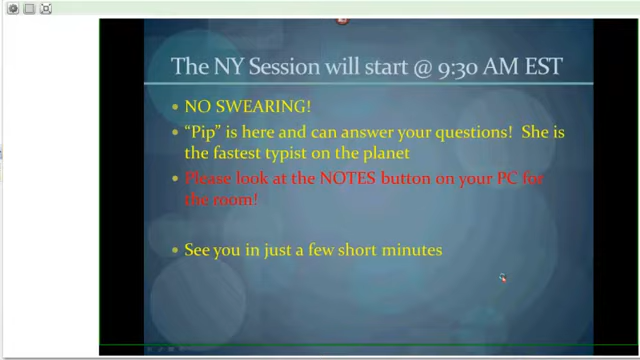 The NY Session will start @ 9:30 AM EST
• NO SWEARING!
• “Pip” is here and can answer your questions!  She is
the fastest typist on the planet
• Please look at the NOTES button on your PC for
the room!
• See you in just a few short minutes